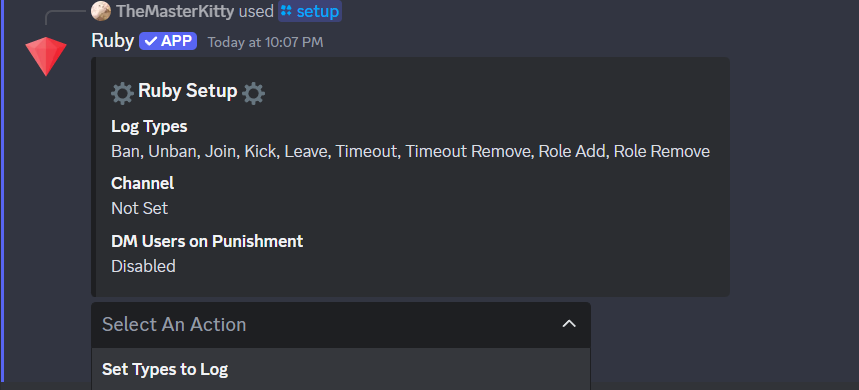 TheMasterKitty used setup
Ruby APP Today at 10:07 PM
Ruby Setup
Log Types
Ban, Unban, Join, Kick, Leave, Timeout, Timeout Remove, Role Add, Role Remove
Channel
Not Set
DM Users on Punishment
Disabled
Select An Action
Set Types to Log